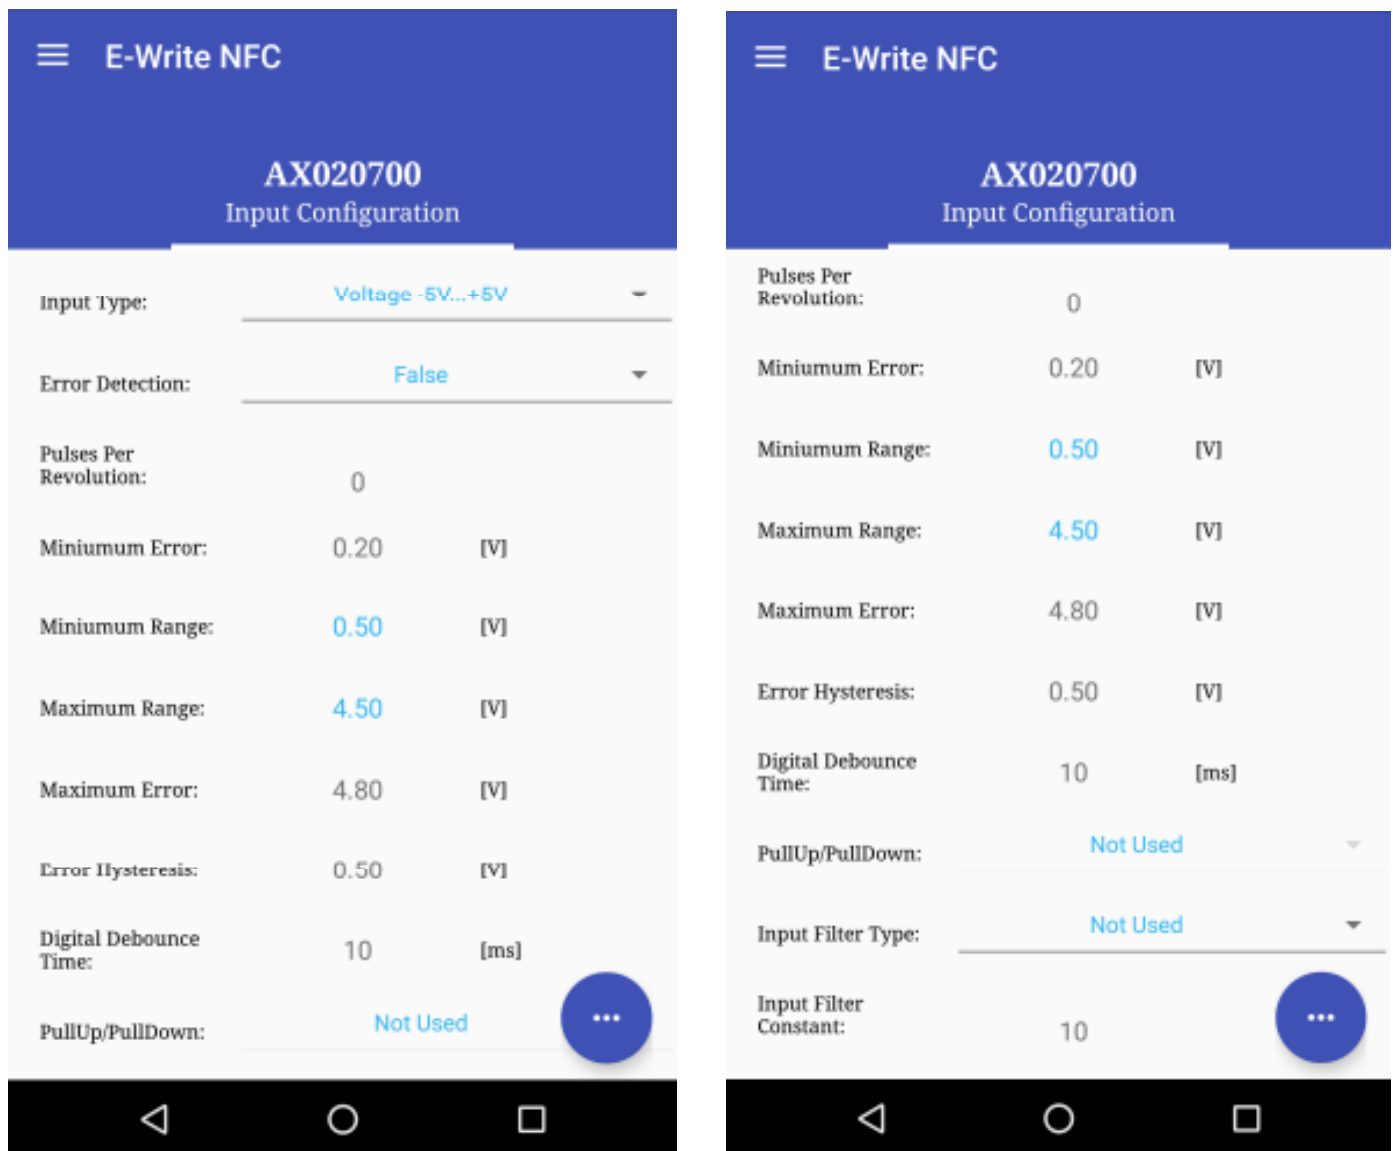 E-Write NFC
AX020700
Input Configuration
Input Type: Voltage -5V...+5V
Error Detection: False
Pulses Per
Revolution: 0
Miniumum Error: 0.20 [V]
Miniumum Range: 0.50 [V]
Maximum Range: 4.50 [V]
Maximum Error: 4.80 [V]
Error Hysteresis: 0.50 [V]
Digital Debounce
Time: 10 [ms]
PullUp/PullDown: Not Used
E-Write NFC
AX020700
Input Configuration
Pulses Per
Revolution: 0
Miniumum Error: 0.20 [V]
Miniumum Range: 0.50 [V]
Maximum Range: 4.50 [V]
Maximum Error: 4.80 [V]
Error Hysteresis: 0.50 [V]
Digital Debounce
Time: 10 [ms]
PullUp/PullDown: Not Used
Input Filter Type: Not Used
Input Filter
Constant: 10